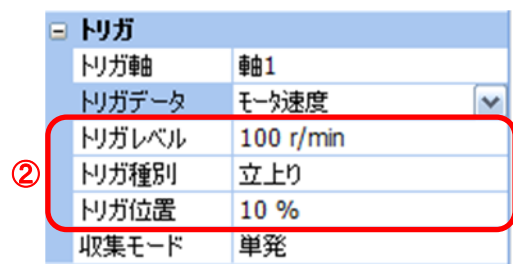 トリガ
トリガ軸 軸1
トリガデータ モータ速度
トリガレベル 100 r/min
② トリガ種別 立上り
トリガ位置 10 %
収集モード 単発